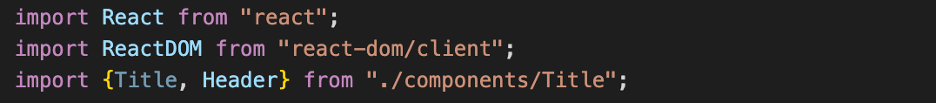 import React from "react";
import ReactDOM from "react-dom/client";
import {Title, Header} from "./components/Title";